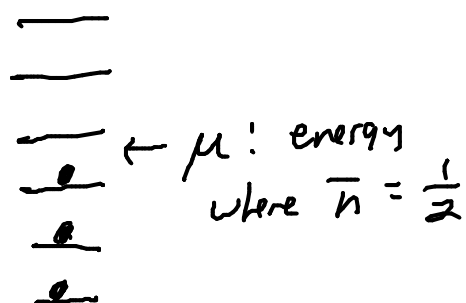 ← μ: energy
where n̅ = 1/2